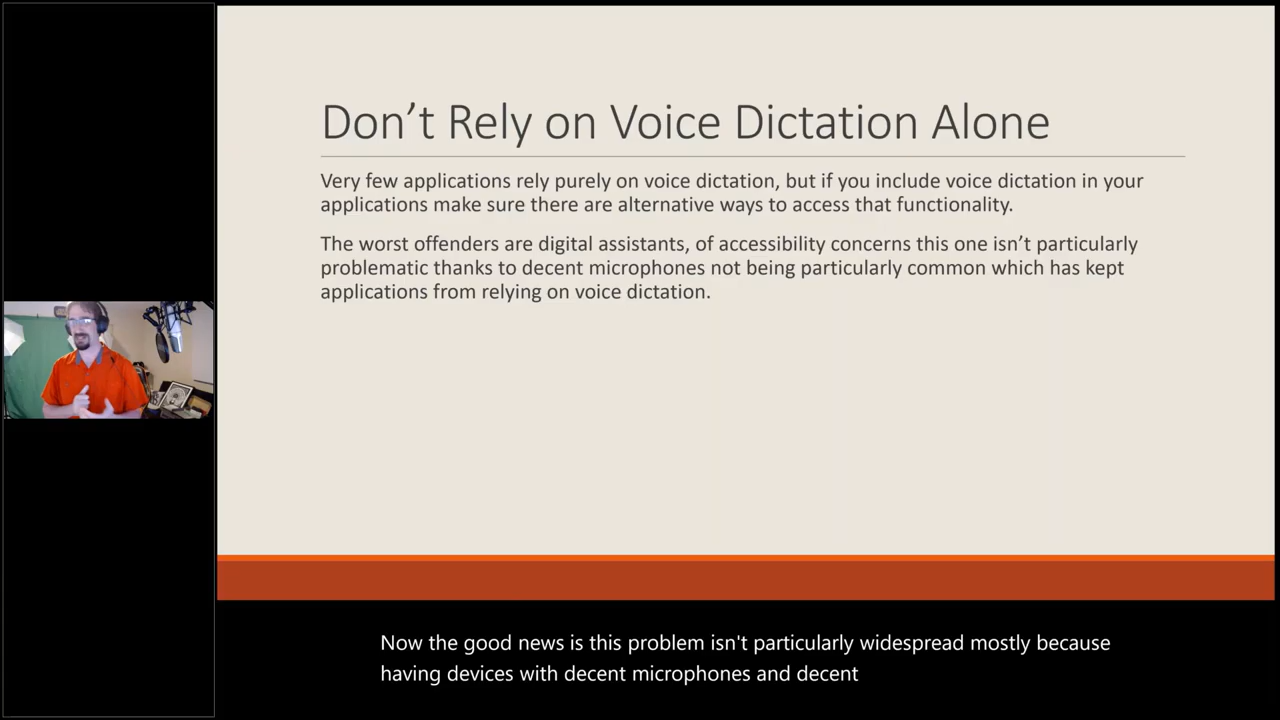 Don’t Rely on Voice Dictation Alone
Very few applications rely purely on voice dictation, but if you include voice dictation in your
applications make sure there are alternative ways to access that functionality.
The worst offenders are digital assistants, of accessibility concerns this one isn’t particularly
problematic thanks to decent microphones not being particularly common which has kept
applications from relying on voice dictation.
Now the good news is this problem isn't particularly widespread mostly because
having devices with decent microphones and decent